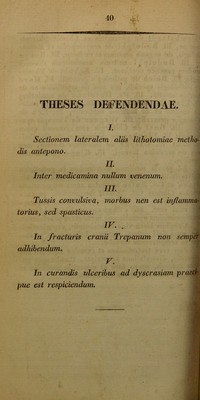 40
THESES DEFENDENDAE.
I.
Sectionem lateralem aliis lithotomiae metho-
dis antepono.
II.
Inter medicamina nullum venenum.
III.
Tussis convulsiva, morbus non est inflamma-
torius, sed spasticus.
IV.
In fracturis cranii Trepanum non semper
adhibendum.
V.
In curandis ulceribus ad dyscrasiam praeci-
pue est respiciendum.